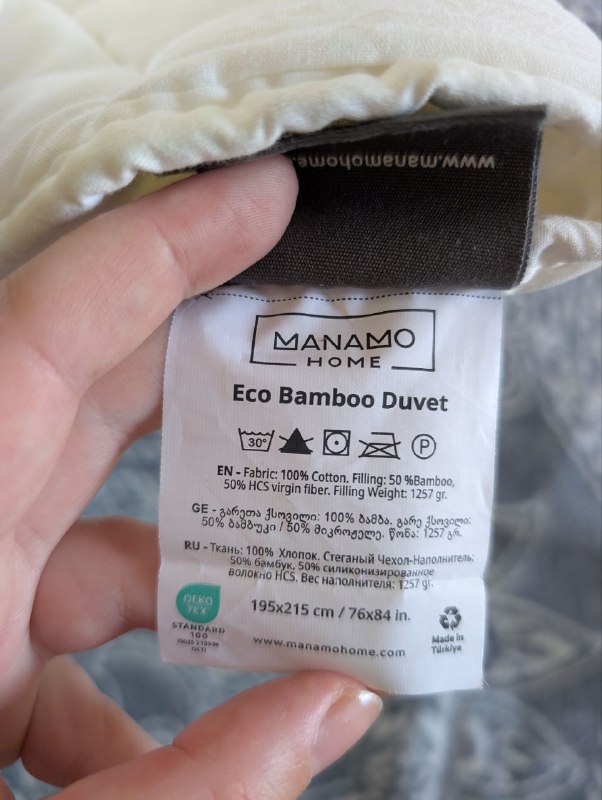 www.manamohome.
MANAMO
HOME
Eco Bamboo Duvet
30°
P
EN - Fabric: 100% Cotton. Filling: 50 %Bamboo,
50% HCS virgin fiber. Filling Weight: 1257 gr.
GE - გარეთა ქსოვილი: 100% ბამბა. გარე ქსოვილი:
50% ბამბუკი / 50% მიკროჟელე. წონა: 1257 გრ.
RU - Ткань: 100% Хлопок. Стеганый Чехол-Наполнитель:
50% бамбук, 50% силиконизированное
волокно HCS. Вес наполнителя: 1257 gr.
OEKO
TEX
STANDARD
100
195x215 cm / 76x84 in.
www.manamohome.com
Made in
Türkiye